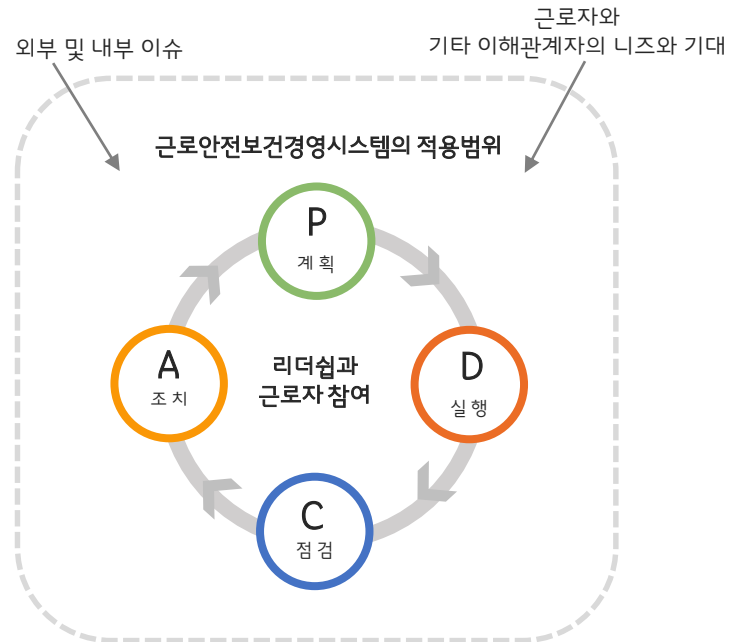 외부 및 내부 이슈
근로자와
기타 이해관계자의 니즈와 기대
근로안전보건경영시스템의 적용범위
P
계획
A
조치
리더쉽과
근로자 참여
D
실행
C
점검